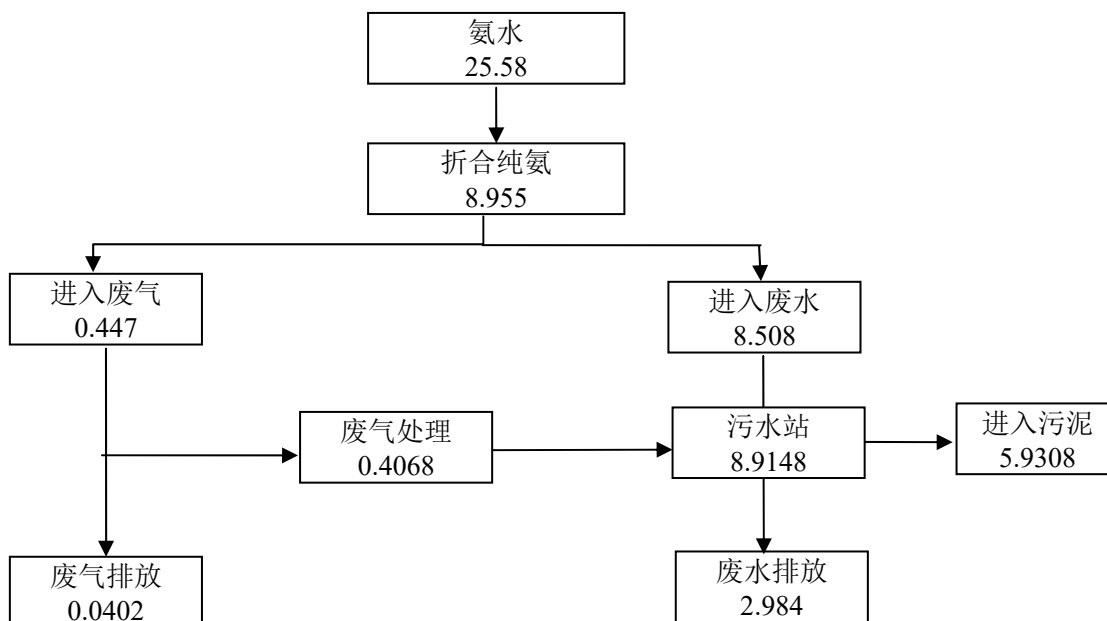 氨水
25.58
折合纯氨
8.955
进入废气
0.447
进入废水
8.508
废气处理
0.4068
污水站
8.9148
进入污泥
5.9308
废气排放
0.0402
废水排放
2.984